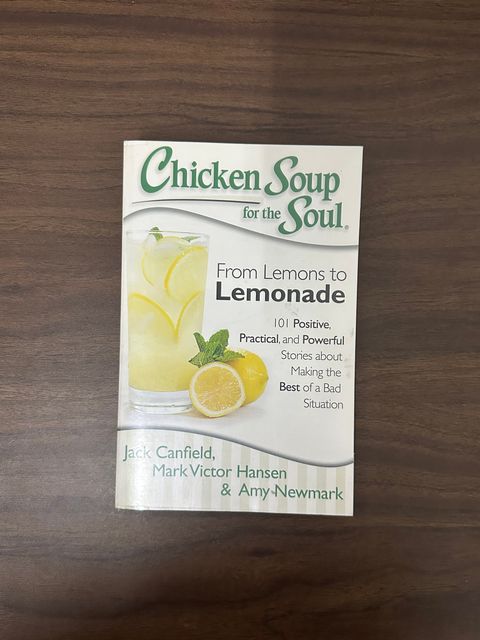 Chicken Soup
for the Soul®
From Lemons to
Lemonade
101 Positive,
Practical, and Powerful
Stories about
Making the
Best of a Bad
Situation
Jack Canfield,
Mark Victor Hansen
& Amy Newmark